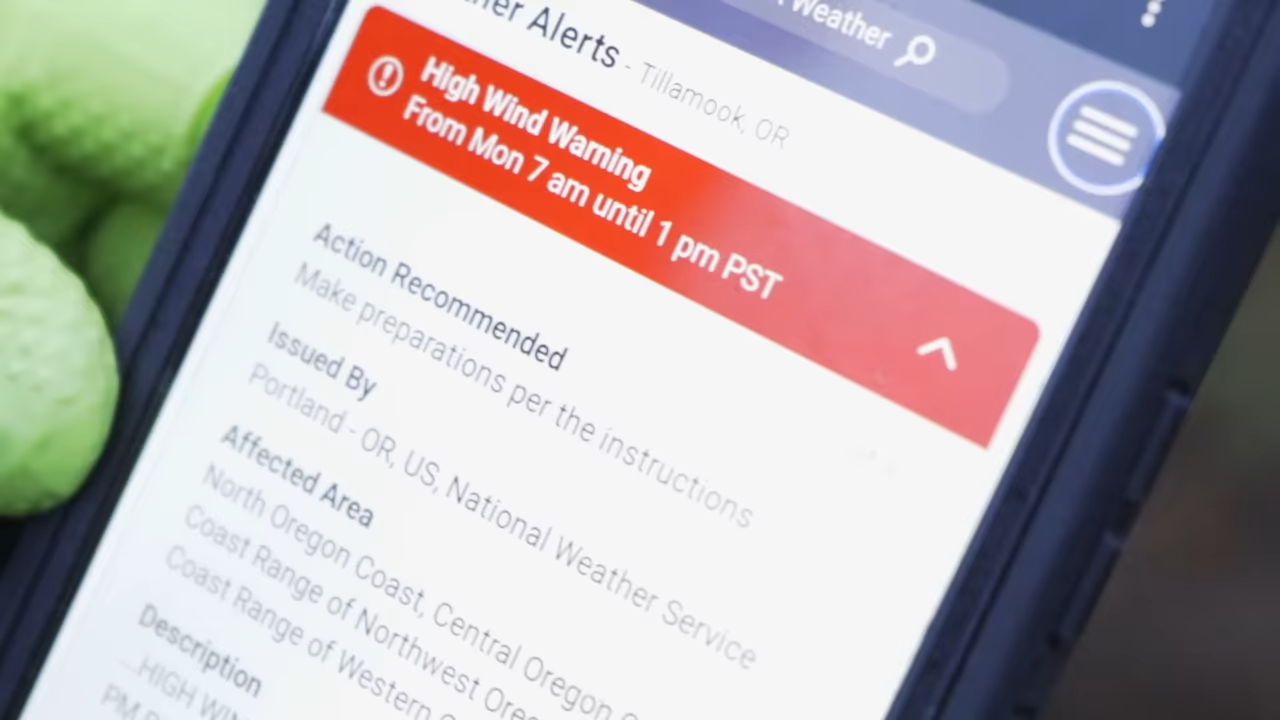 Weather
Alerts - Tillamook, OR
High Wind Warning
From Mon 7 am until 1 pm PST
Action Recommended
Make preparations per the instructions
Issued By
Portland - OR, US, National Weather Service
Affected Area
North Oregon Coast, Central Oregon
Coast Range of Northwest
Coast Range of Western
Description
...HIGH
PM